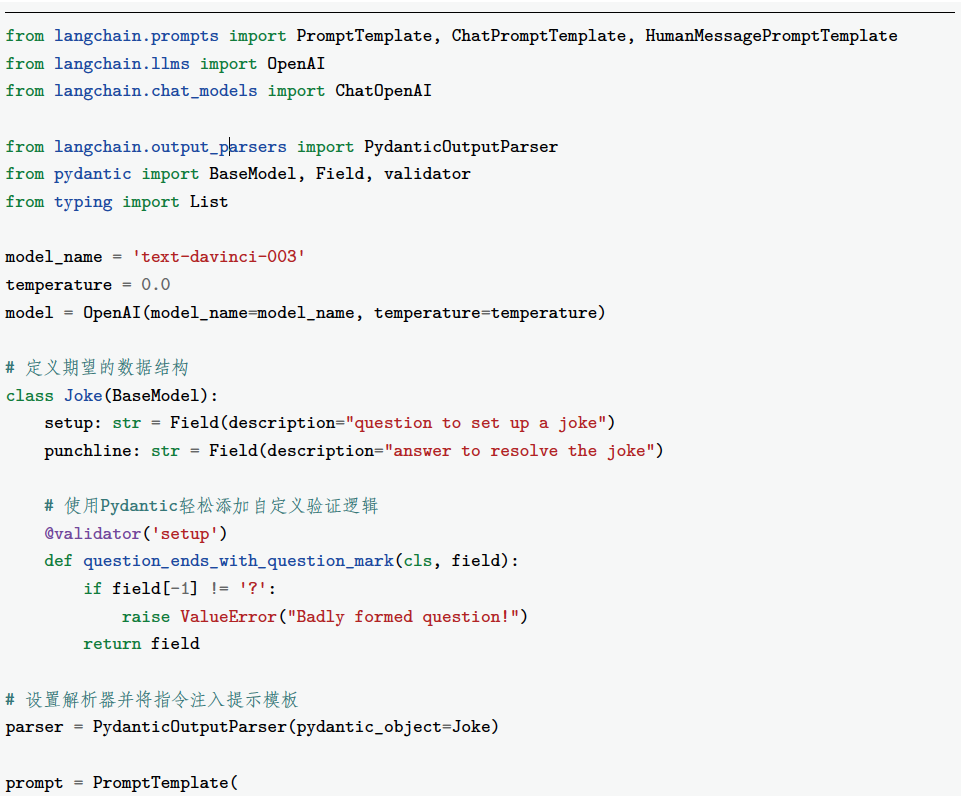 from langchain.prompts import PromptTemplate, ChatPromptTemplate, HumanMessagePromptTemplate
from langchain.llms import OpenAI
from langchain.chat_models import ChatOpenAI

from langchain.output_parsers import PydanticOutputParser
from pydantic import BaseModel, Field, validator
from typing import List

model_name = 'text-davinci-003'
temperature = 0.0
model = OpenAI(model_name=model_name, temperature=temperature)

# 定义期望的数据结构
class Joke(BaseModel):
    setup: str = Field(description="question to set up a joke")
    punchline: str = Field(description="answer to resolve the joke")

    # 使用Pydantic轻松添加自定义验证逻辑
    @validator('setup')
    def question_ends_with_question_mark(cls, field):
        if field[-1] != '?':
            raise ValueError("Badly formed question!")
        return field

# 设置解析器并将指令注入提示模板
parser = PydanticOutputParser(pydantic_object=Joke)

prompt = PromptTemplate(